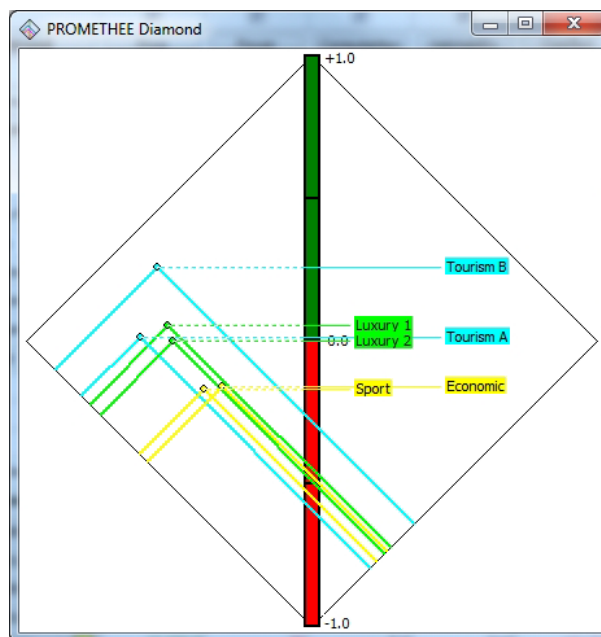 PROMETHEE Diamond
+1.0
Tourism B
Luxury 1
0.0
Luxury 2
Tourism A
Sport
Economic
-1.0